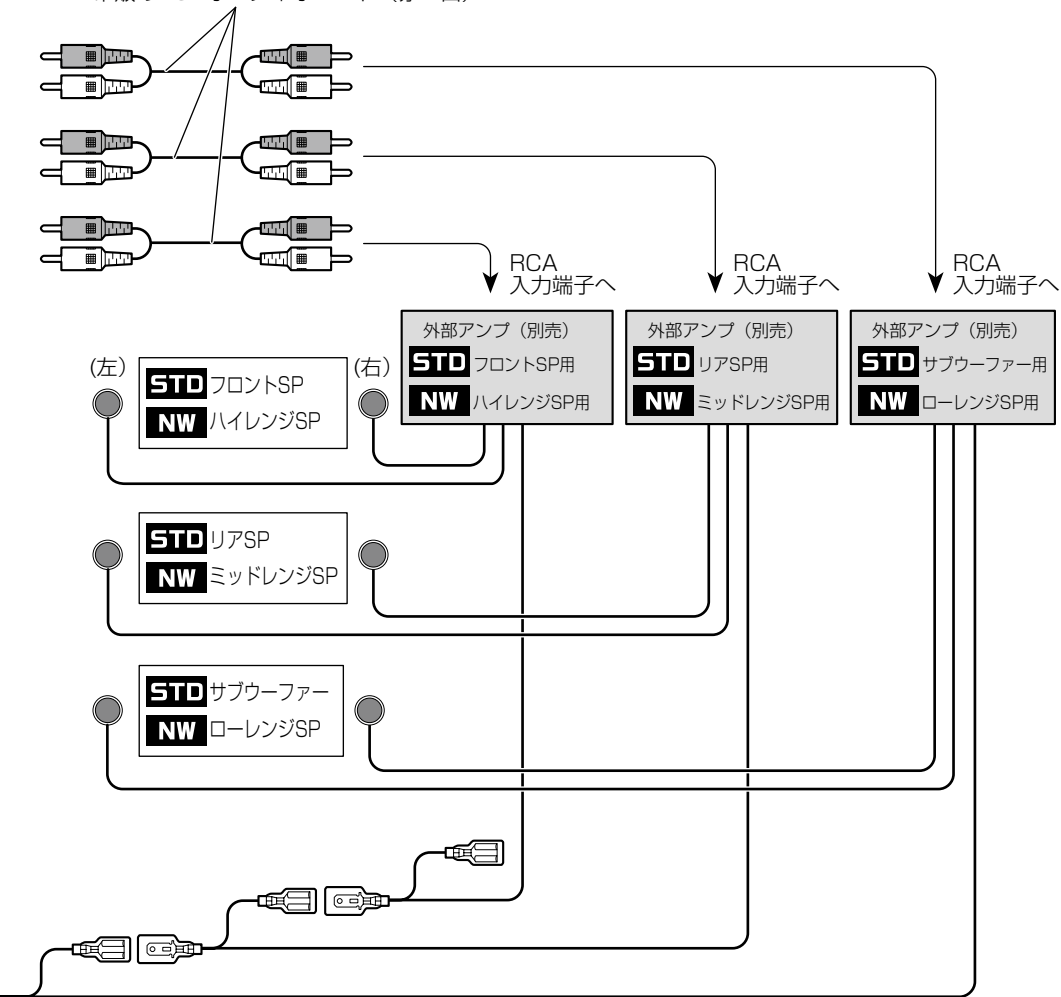 RCA
入力端子へ
RCA
入力端子へ
RCA
入力端子へ
外部アンプ（別売）
STD フロントSP用
NW ハイレンジSP用
外部アンプ（別売）
STD リアSP用
NW ミッドレンジSP用
外部アンプ（別売）
STD サブウーファー用
NW ローレンジSP用
（左）
（右）
STD フロントSP
NW ハイレンジSP
STD リアSP
NW ミッドレンジSP
STD サブウーファー
NW ローレンジSP